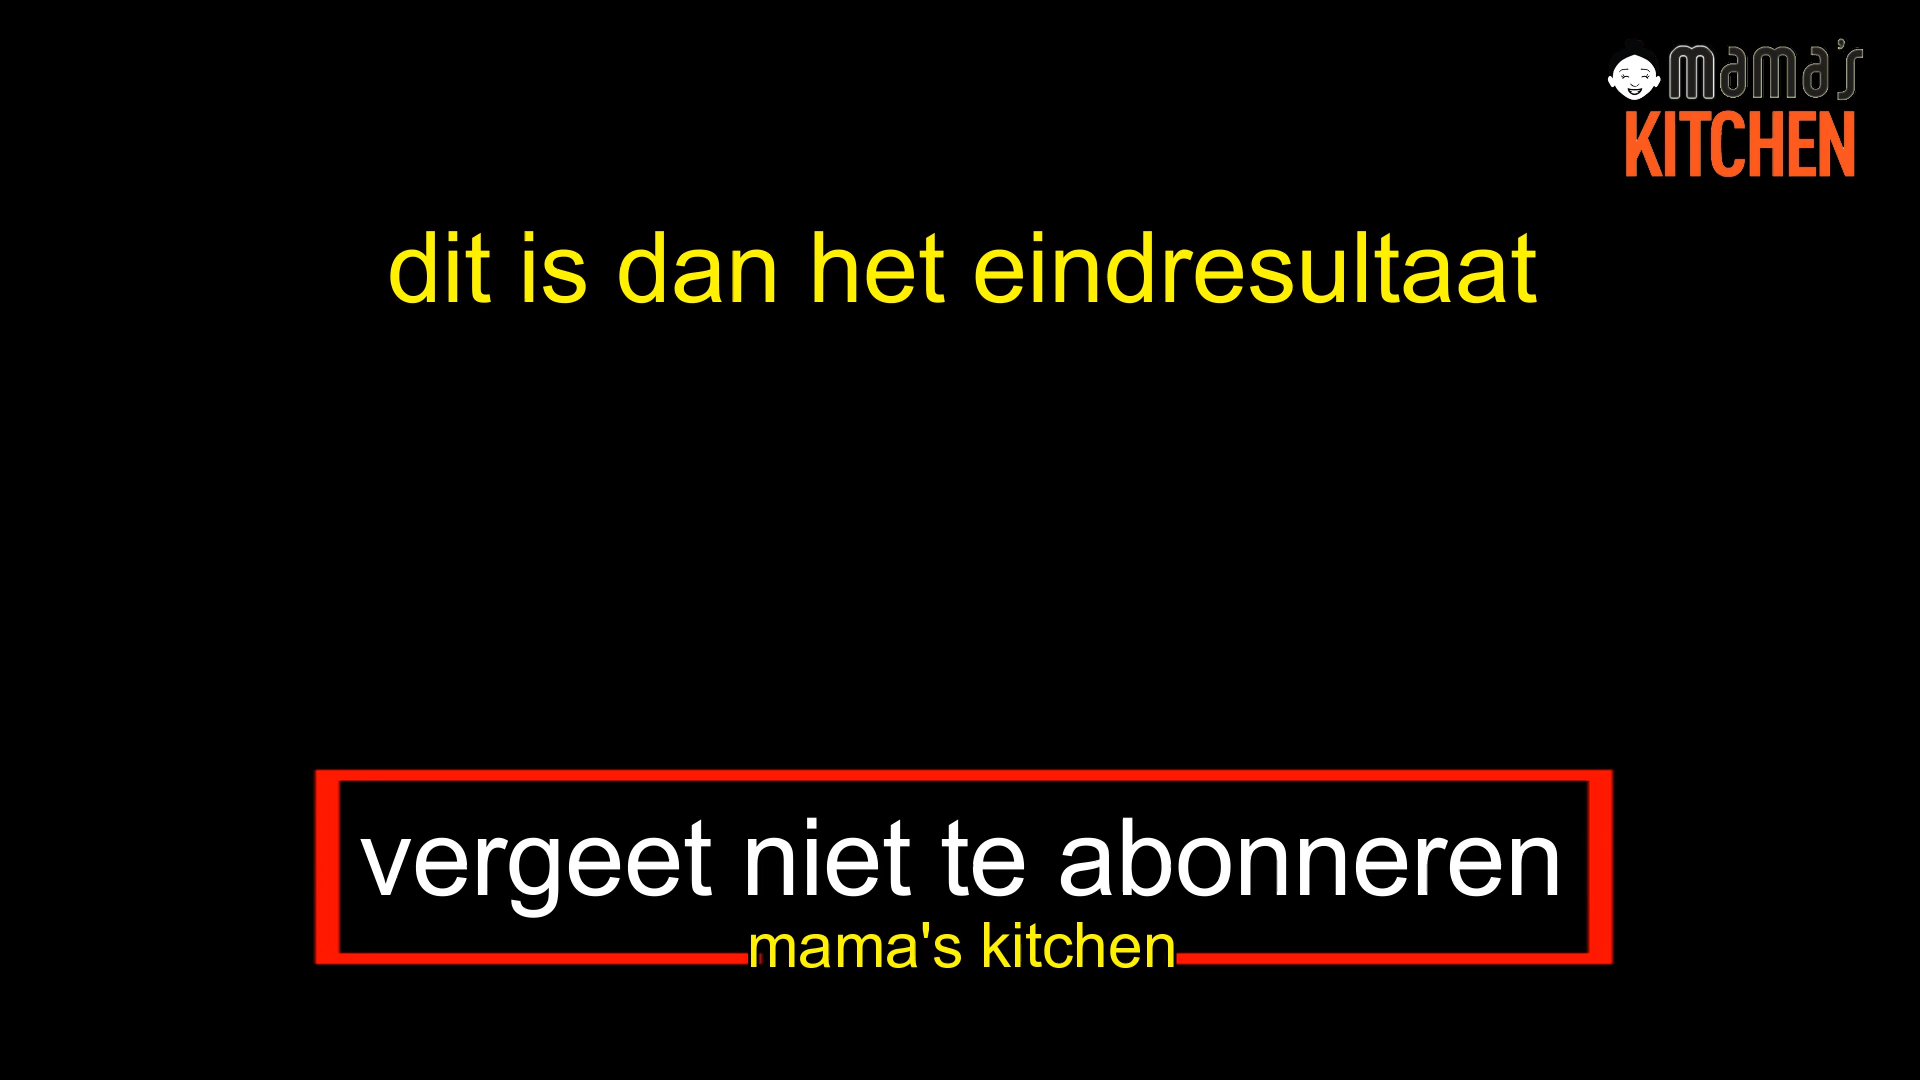 mama's
KITCHEN
dit is dan het eindresultaat
vergeet niet te abonneren
mama's kitchen